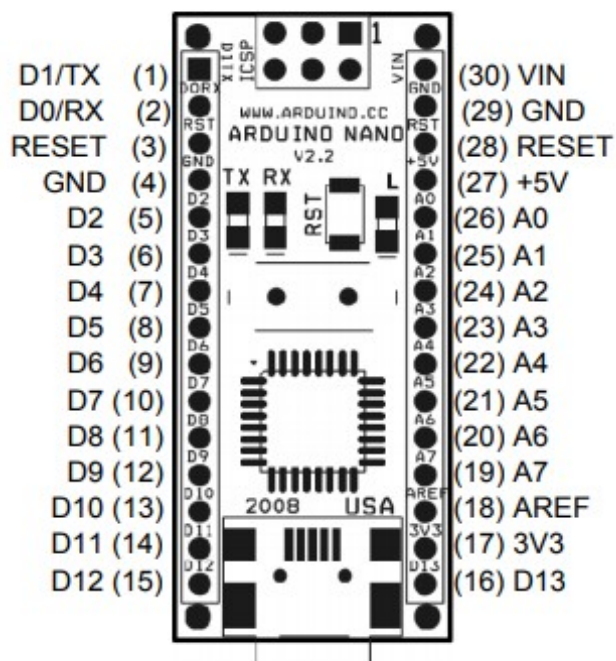 1
D1/TX (1)
D0/RX (2)
RESET (3)
GND (4)
D2 (5)
D3 (6)
D4 (7)
D5 (8)
D6 (9)
D7 (10)
D8 (11)
D9 (12)
D10 (13)
D11 (14)
D12 (15)
ICSP
VIN
WWW.ARDUINO.CC
ARDUINO NANO
V2.2
TX RX
RST
L
2008 USA
RST
GND
D2
D3
D4
D5
D6
D7
D8
D9
D10
D11
D12
GND
RST
+5V
A0
A1
A2
A3
A4
A5
A6
A7
AREF
3V3
D13
(30) VIN
(29) GND
(28) RESET
(27) +5V
(26) A0
(25) A1
(24) A2
(23) A3
(22) A4
(21) A5
(20) A6
(19) A7
(18) AREF
(17) 3V3
(16) D13